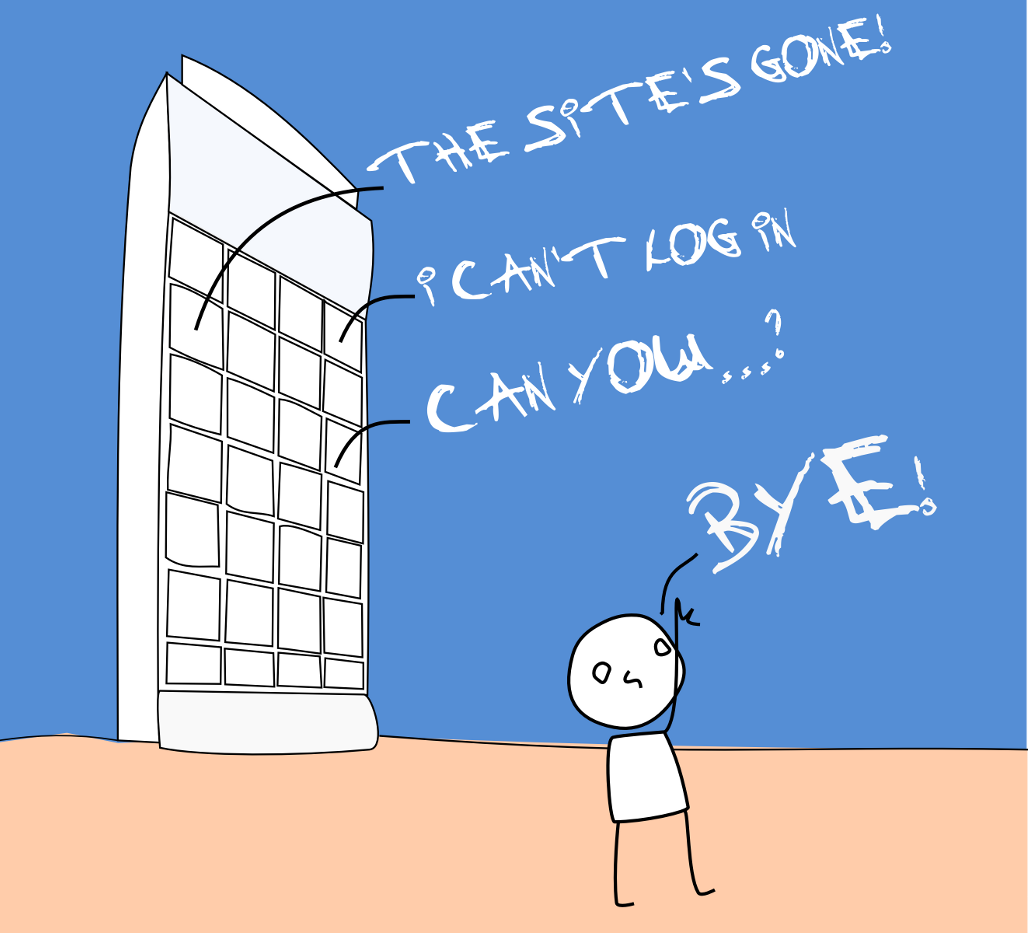 THE SiTE'S GONE!
i CAN'T LOG iN
CAN YOU...?
BYE!